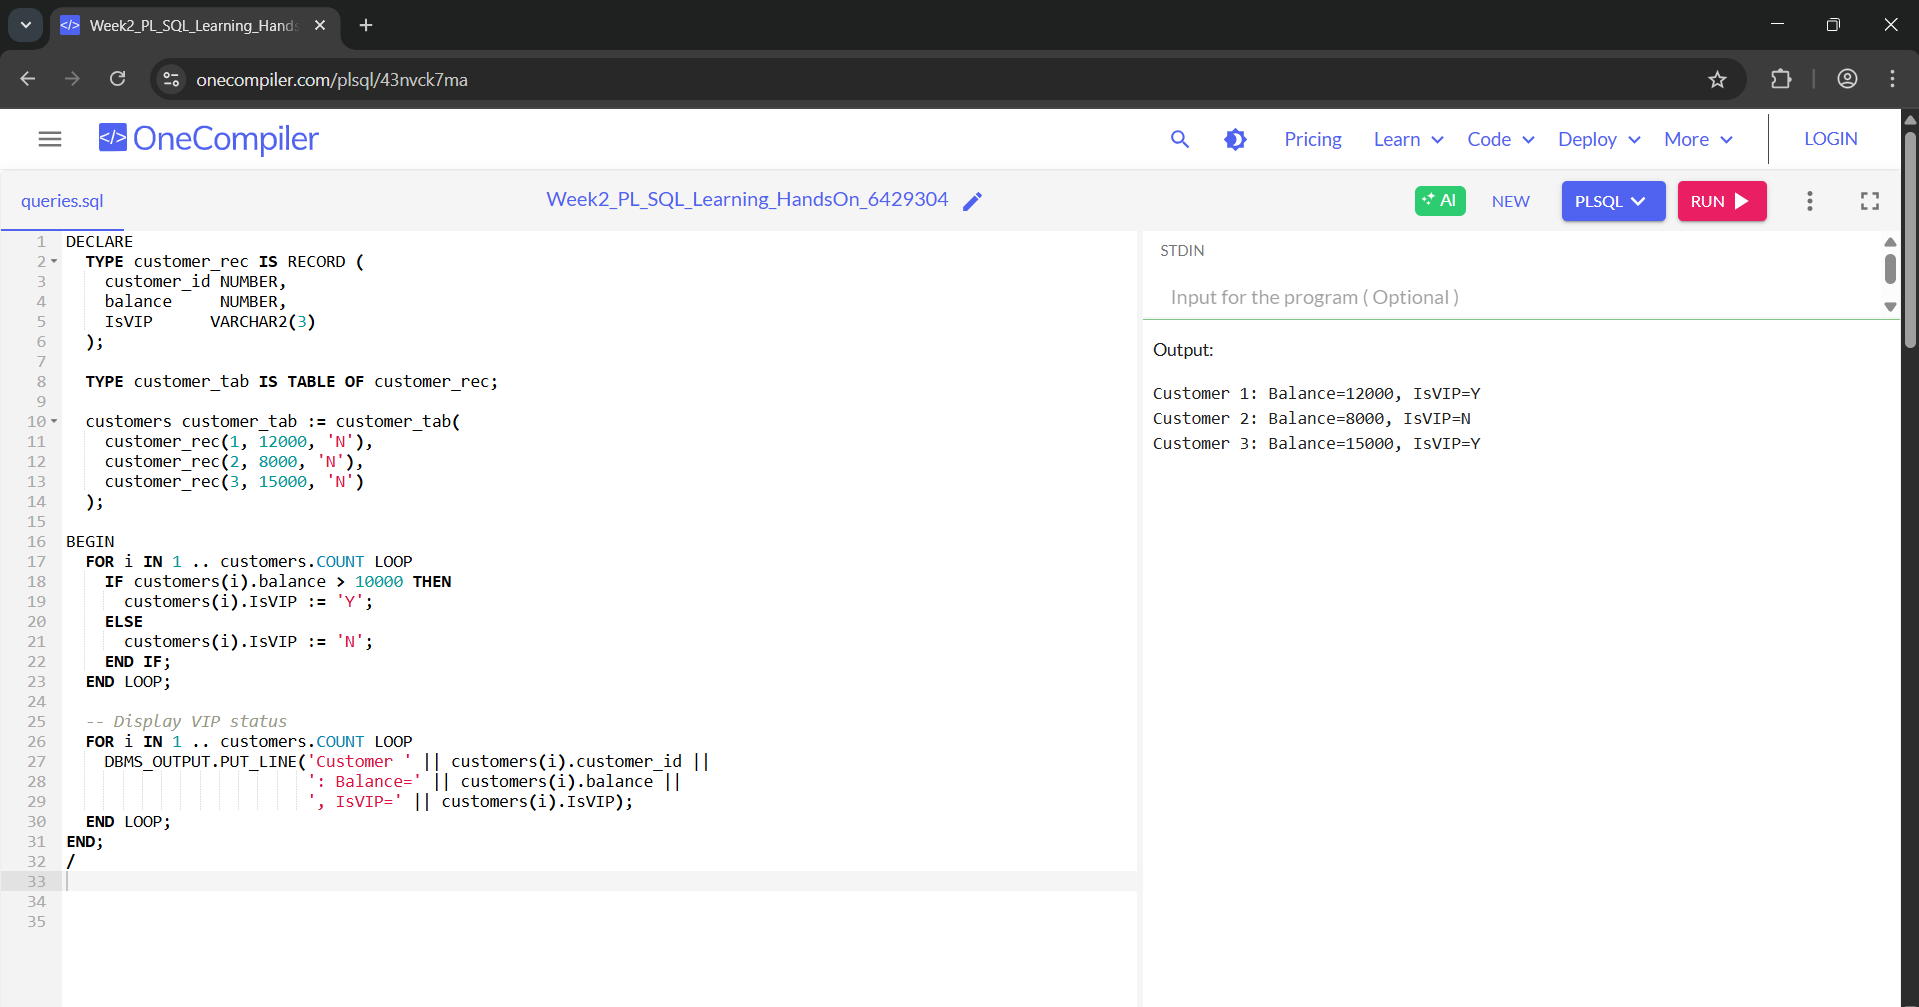 Week2_PL_SQL_Learning_Hands
onecompiler.com/plsql/43nvck7ma
</> OneCompiler
Pricing Learn Code Deploy More LOGIN
queries.sql
Week2_PL_SQL_Learning_HandsOn_6429304
AI NEW PLSQL RUN
1 DECLARE
2 TYPE customer_rec IS RECORD (
3 customer_id NUMBER,
4 balance     NUMBER,
5 IsVIP      VARCHAR2(3)
6 );
7
8 TYPE customer_tab IS TABLE OF customer_rec;
9
10 customers customer_tab := customer_tab(
11 customer_rec(1, 12000, 'N'),
12 customer_rec(2, 8000, 'N'),
13 customer_rec(3, 15000, 'N')
14 );
15
16 BEGIN
17 FOR i IN 1 .. customers.COUNT LOOP
18 IF customers(i).balance > 10000 THEN
19 customers(i).IsVIP := 'Y';
20 ELSE
21 customers(i).IsVIP := 'N';
22 END IF;
23 END LOOP;
24
25 -- Display VIP status
26 FOR i IN 1 .. customers.COUNT LOOP
27 DBMS_OUTPUT.PUT_LINE('Customer ' || customers(i).customer_id ||
28 ': Balance=' || customers(i).balance ||
29 ', IsVIP=' || customers(i).IsVIP);
30 END LOOP;
31 END;
32 /
33
34
35
STDIN
Input for the program ( Optional )
Output:
Customer 1: Balance=12000, IsVIP=Y
Customer 2: Balance=8000, IsVIP=N
Customer 3: Balance=15000, IsVIP=Y